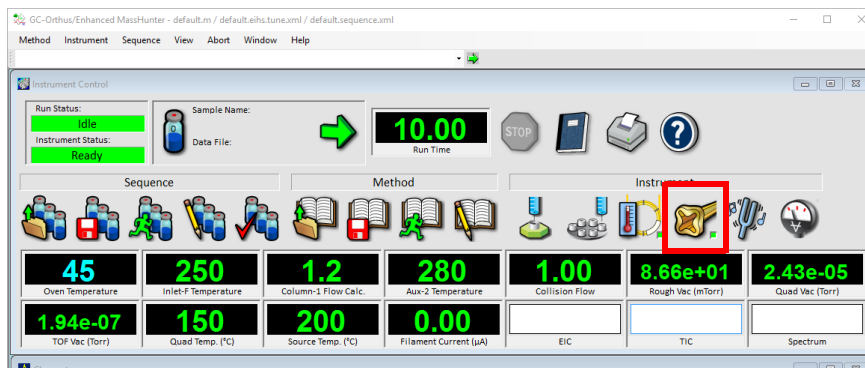 GC-Orthus/Enhanced MassHunter - default.m / default.eihs.tune.xml / default.sequence.xml
Method Instrument Sequence View Abort Window Help
Instrument Control
Run Status:
Idle
Instrument Status:
Ready
Sample Name:
Data File:
10.00
Run Time
STOP
Sequence Method Instrument
45 250 1.2 280 1.00 8.66e+01 2.43e-05
Oven Temperature Inlet-F Temperature Column-1 Flow Calc. Aux-2 Temperature Collision Flow Rough Vac (mTorr) Quad Vac (Torr)
1.94e-07 150 200 0.00
TOF Vac (Torr) Quad Temp. (°C) Source Temp. (°C) Filament Current (µA) EIC TIC Spectrum